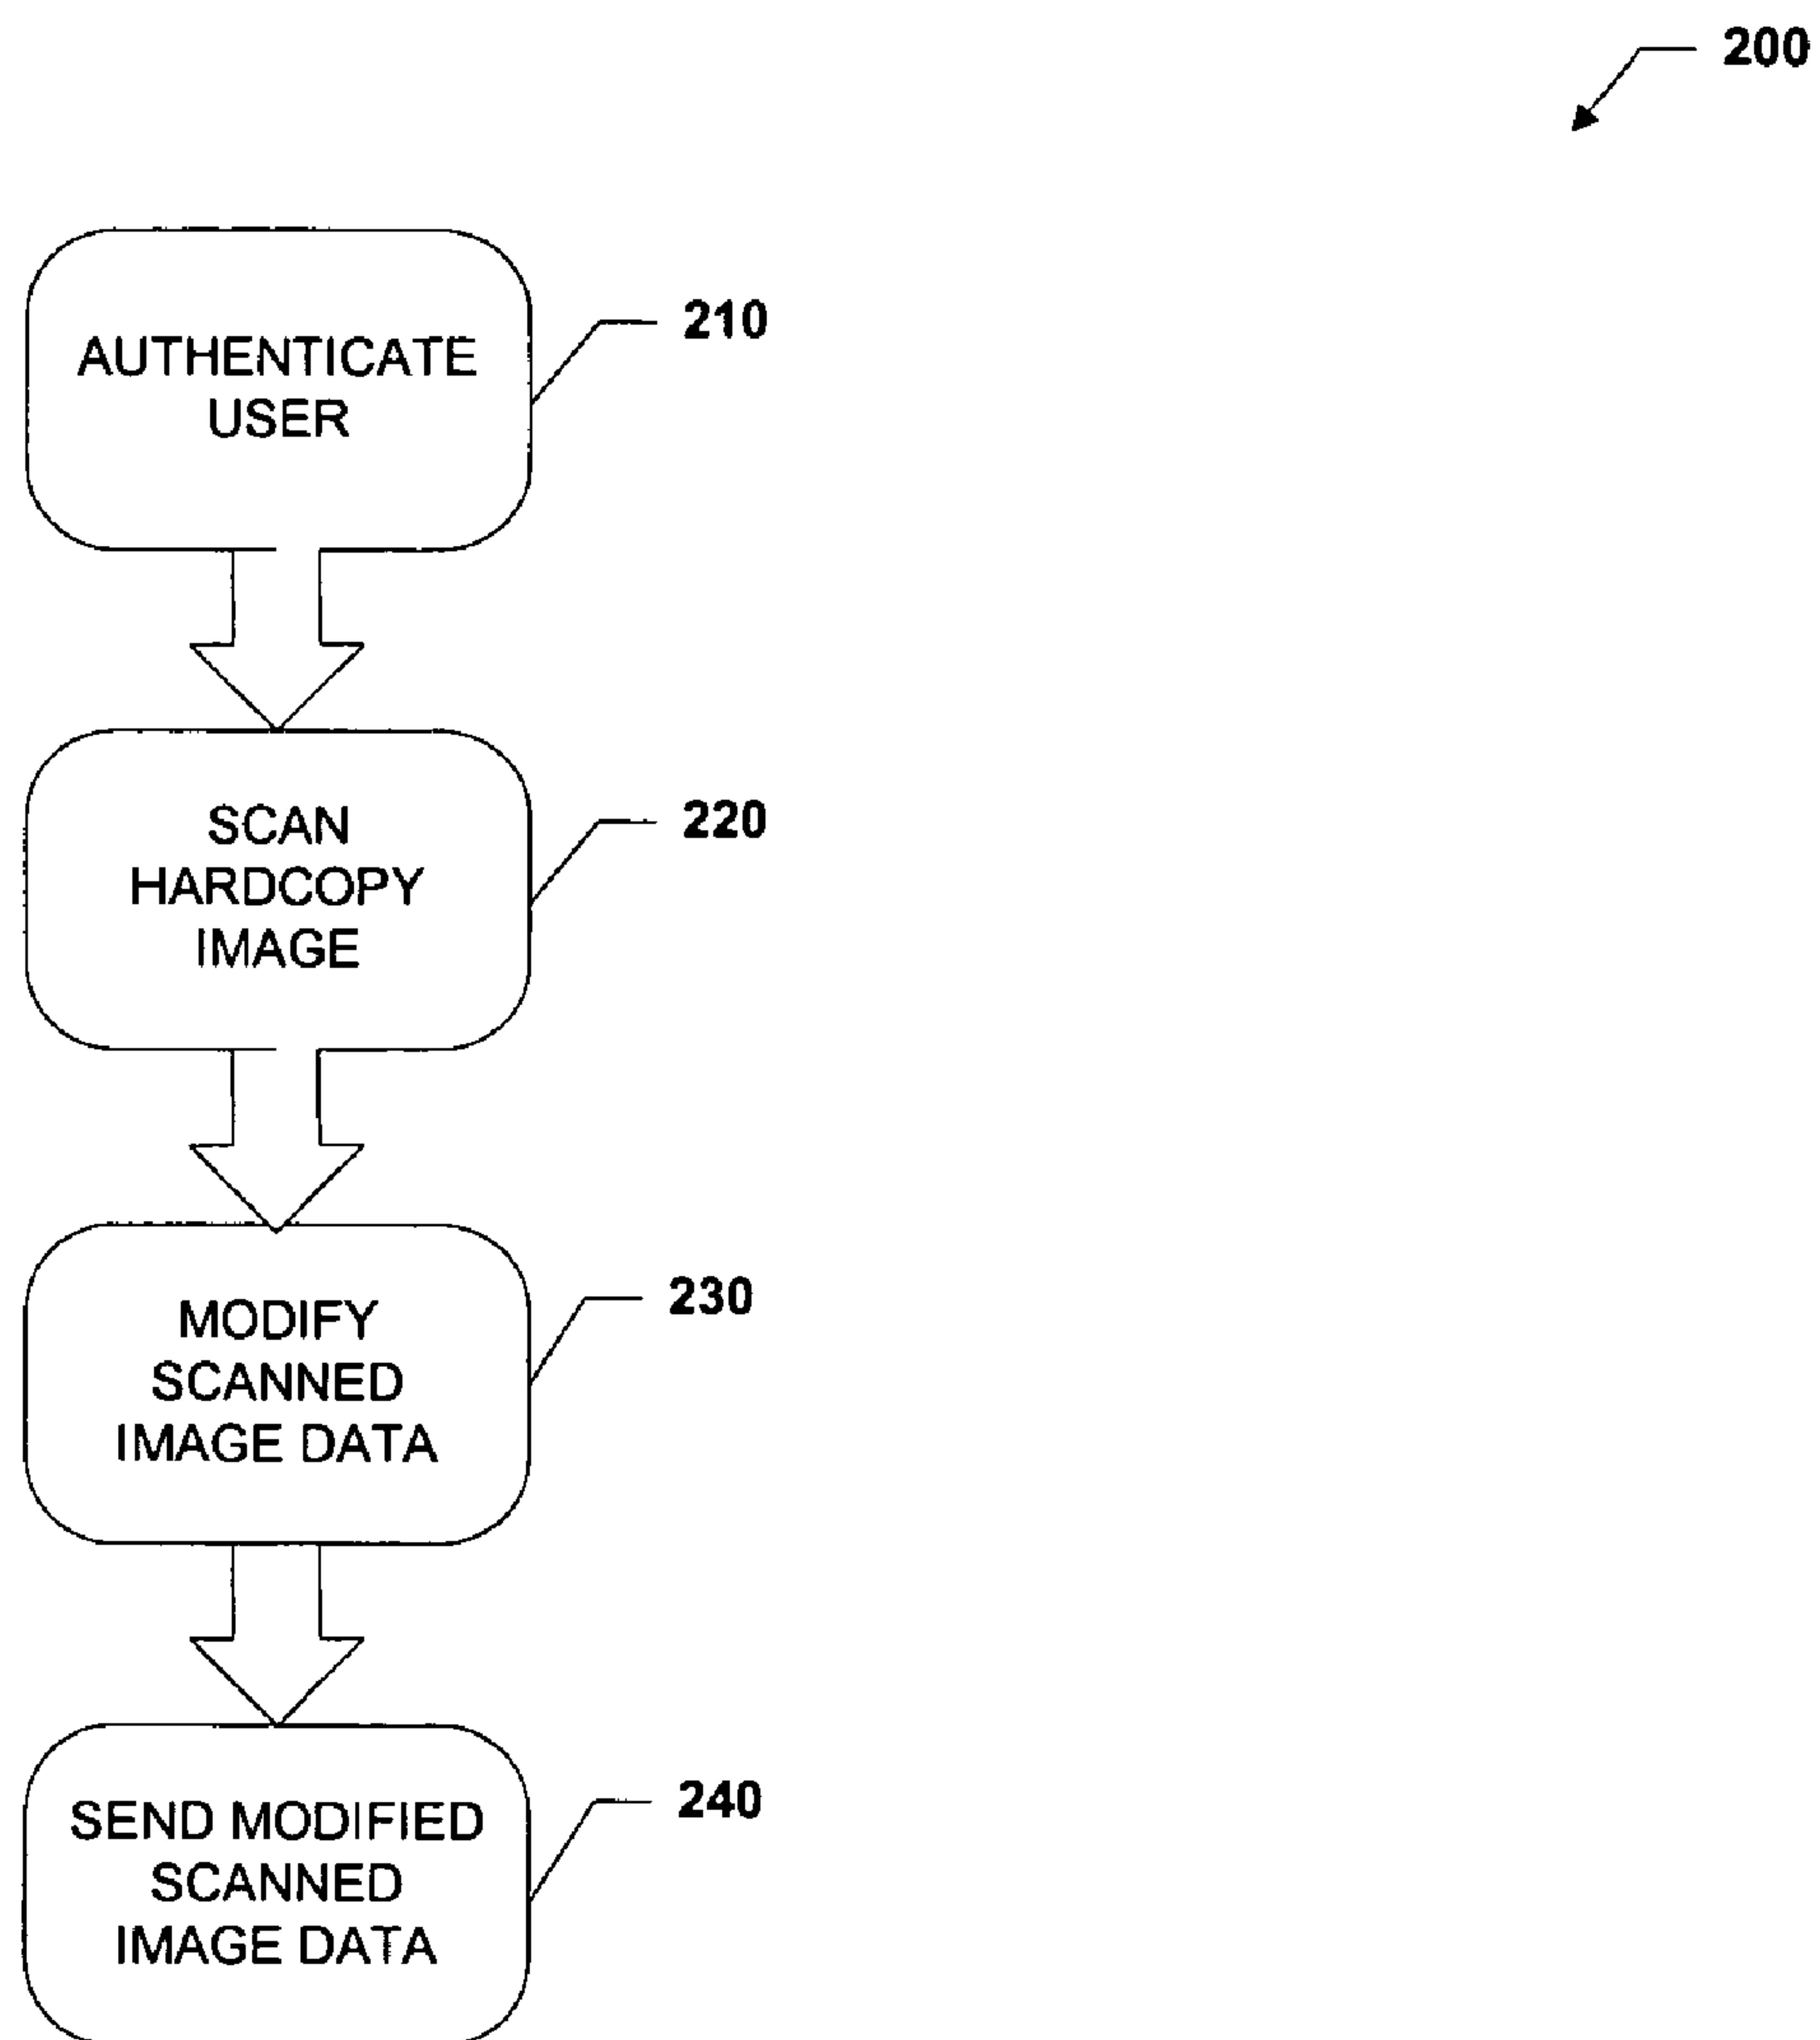 200
AUTHENTICATE
USER
210
SCAN
HARDCOPY
IMAGE
220
MODIFY
SCANNED
IMAGE DATA
230
SEND MODIFIED
SCANNED
IMAGE DATA
240